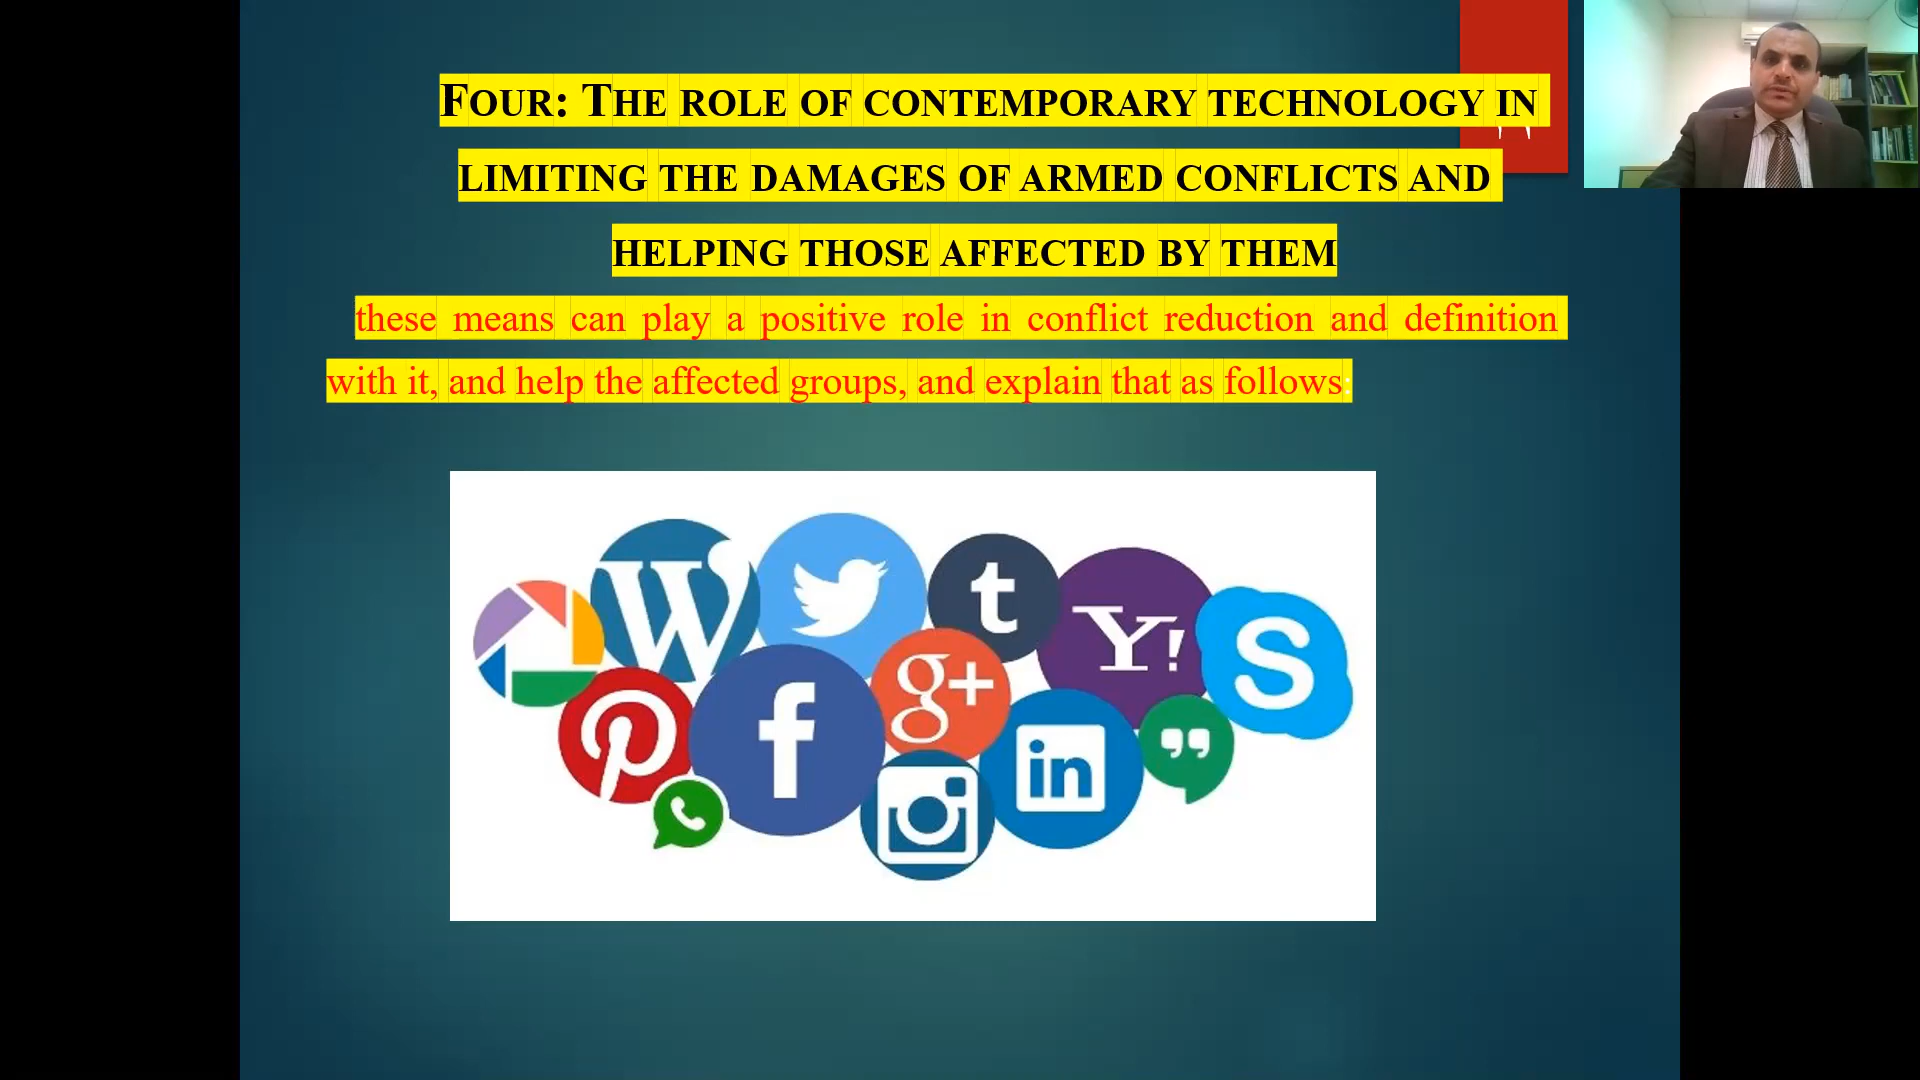 FOUR: THE ROLE OF CONTEMPORARY TECHNOLOGY IN
LIMITING THE DAMAGES OF ARMED CONFLICTS AND
HELPING THOSE AFFECTED BY THEM
these means can play a positive role in conflict reduction and definition
with it, and help the affected groups, and explain that as follows:
W
t
Y!
S
g+
f
in